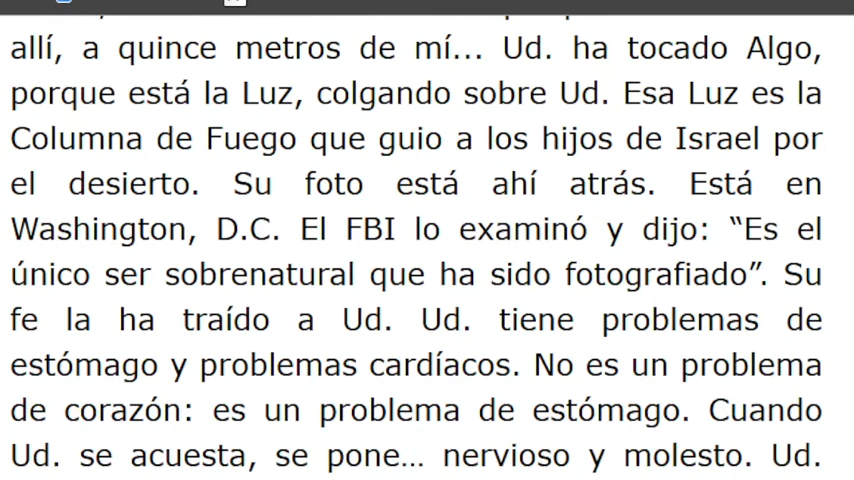 allí, a quince metros de mí… Ud. ha tocado Algo,
porque está la Luz, colgando sobre Ud. Esa Luz es la
Columna de Fuego que guio a los hijos de Israel por
el desierto. Su foto está ahí atrás. Está en
Washington, D.C. El FBI lo examinó y dijo: “Es el
único ser sobrenatural que ha sido fotografiado”. Su
fe la ha traído a Ud. Ud. tiene problemas de
estómago y problemas cardíacos. No es un problema
de corazón: es un problema de estómago. Cuando
Ud. se acuesta, se pone… nervioso y molesto. Ud.